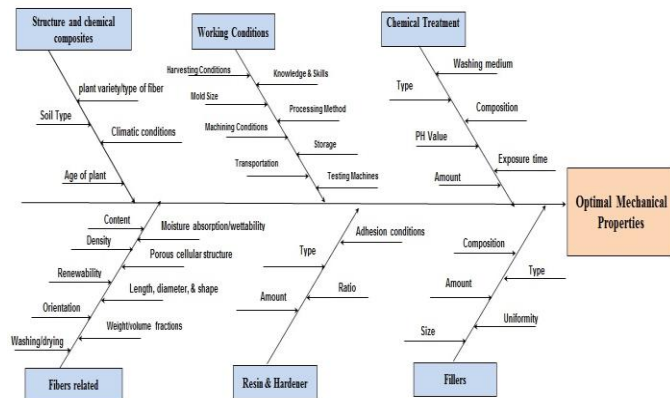 Structure and chemical
composites
Working Conditions
Chemical Treatment
plant variety/type of fiber
Soil Type
Climatic conditions
Age of plant
Harvesting Conditions
Knowledge & Skills
Mold Size
Processing Method
Machining Conditions
Storage
Transportation
Testing Machines
Washing medium
Type
Composition
PH Value
Exposure time
Amount
Optimal Mechanical
Properties
Content
Moisture absorption/wettability
Density
Porous cellular structure
Renewability
Length, diameter, & shape
Orientation
Weight/volume fractions
Washing/drying
Adhesion conditions
Type
Ratio
Amount
Composition
Type
Amount
Uniformity
Size
Fibers related
Resin & Hardener
Fillers